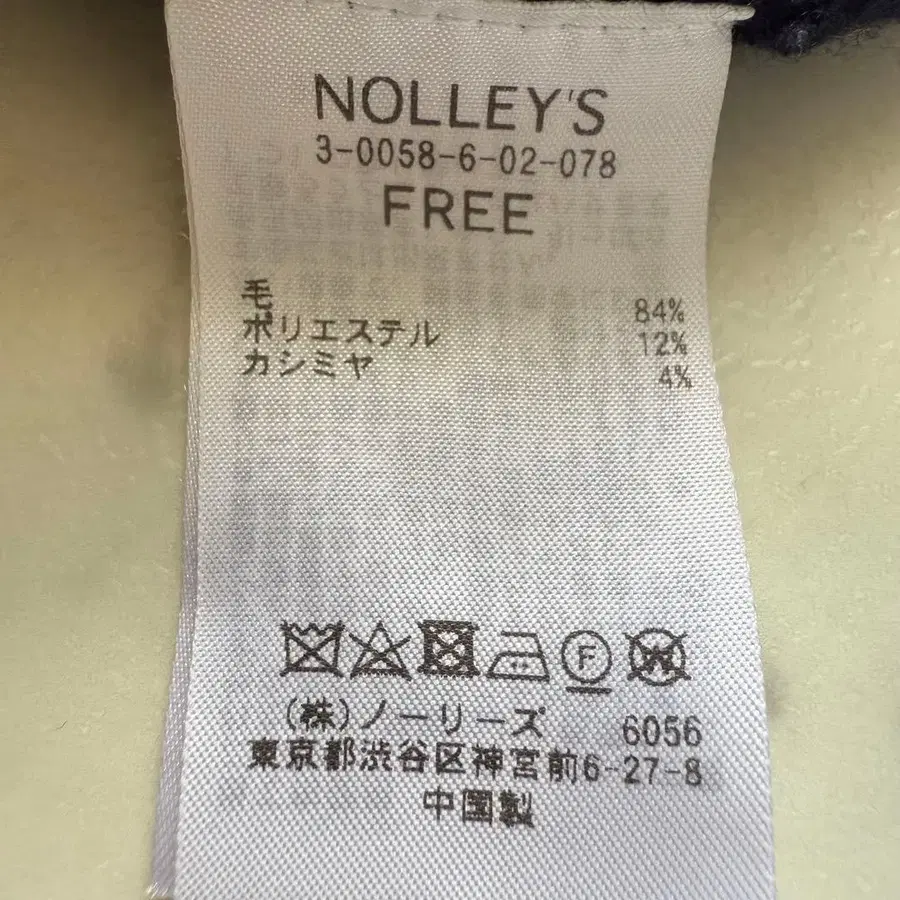 NOLLEY'S
3-0058-6-02-078
FREE
毛 84%
ポリエステル 12%
カシミヤ 4%
F W
(株)ノーリーズ 6056
東京都渋谷区神宮前6-27-8
中国製